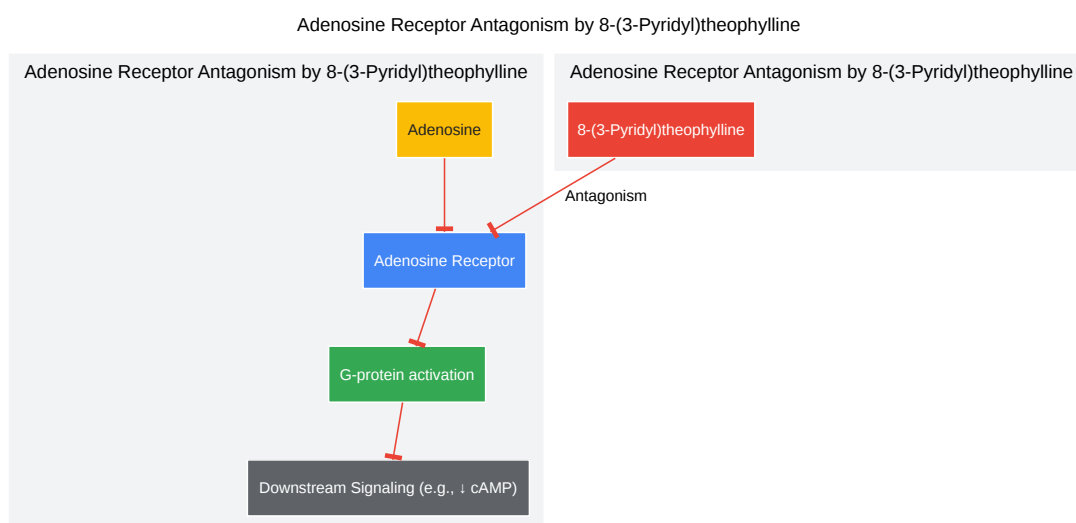 Adenosine Receptor Antagonism by 8-(3-Pyridyl)theophylline
Adenosine Receptor Antagonism by 8-(3-Pyridyl)theophylline
Adenosine Receptor Antagonism by 8-(3-Pyridyl)theophylline
Adenosine
8-(3-Pyridyl)theophylline
Antagonism
Adenosine Receptor
G-protein activation
Downstream Signaling (e.g., ↓ cAMP)